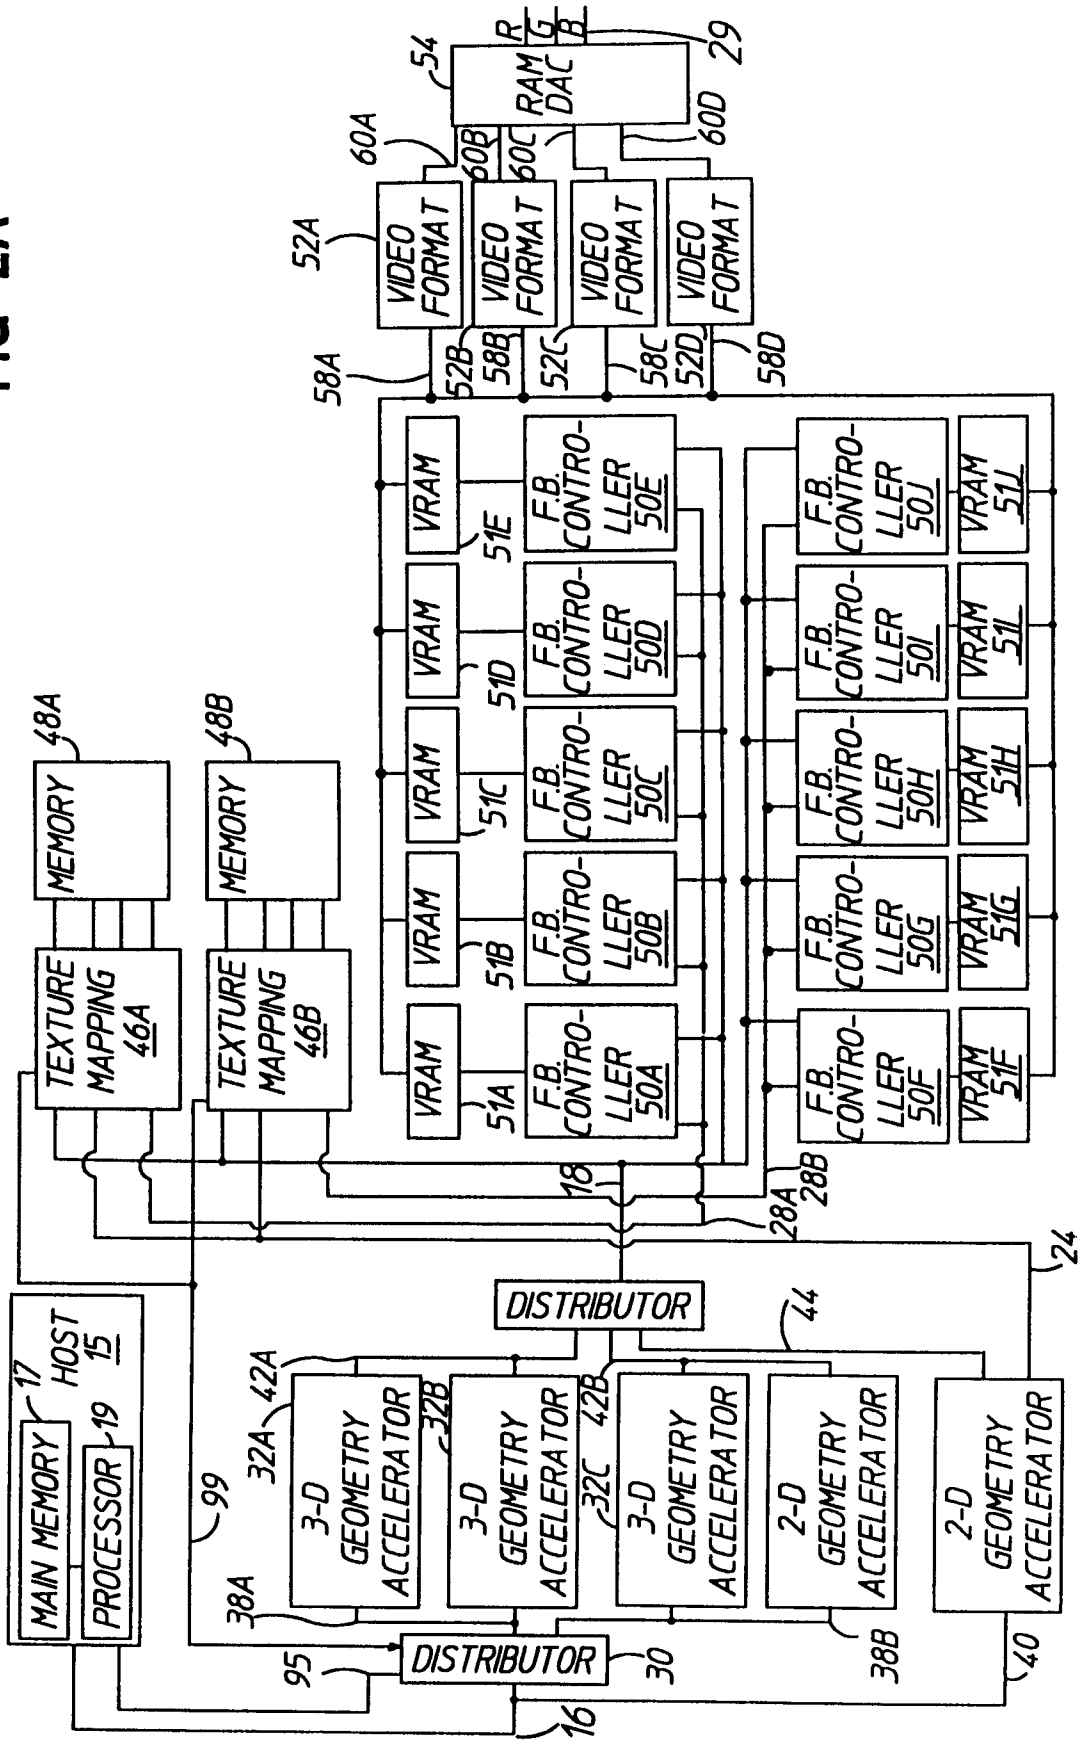 FIG 2A
HOST
15
17
MAIN MEMORY
19
PROCESSOR
99
95
16
DISTRIBUTOR
30
38A
38B
40
32A
3-D
GEOMETRY
ACCELERATOR
42A
32B
3-D
GEOMETRY
ACCELERATOR
32C
3-D
GEOMETRY
ACCELERATOR
42B
2-D
GEOMETRY
ACCELERATOR
2-D
GEOMETRY
ACCELERATOR
44
24
DISTRIBUTOR
18
28A
28B
TEXTURE
MAPPING
46A
MEMORY
48A
TEXTURE
MAPPING
46B
MEMORY
48B
VRAM
51A
VRAM
51B
VRAM
51C
VRAM
51D
VRAM
51E
F.B.
CONTRO-
LLER
50A
F.B.
CONTRO-
LLER
50B
F.B.
CONTRO-
LLER
50C
F.B.
CONTRO-
LLER
50D
F.B.
CONTRO-
LLER
50E
F.B.
CONTRO-
LLER
50F
F.B.
CONTRO-
LLER
50G
F.B.
CONTRO-
LLER
50H
F.B.
CONTRO-
LLER
50I
F.B.
CONTRO-
LLER
50J
VRAM
51F
VRAM
51G
VRAM
51H
VRAM
51I
VRAM
51J
58A
52A
VIDEO
FORMAT
60A
52B
58B
VIDEO
FORMAT
60B
52C
58C
VIDEO
FORMAT
60C
52D
58D
VIDEO
FORMAT
60D
54
RAM
DAC
R
G
B
29